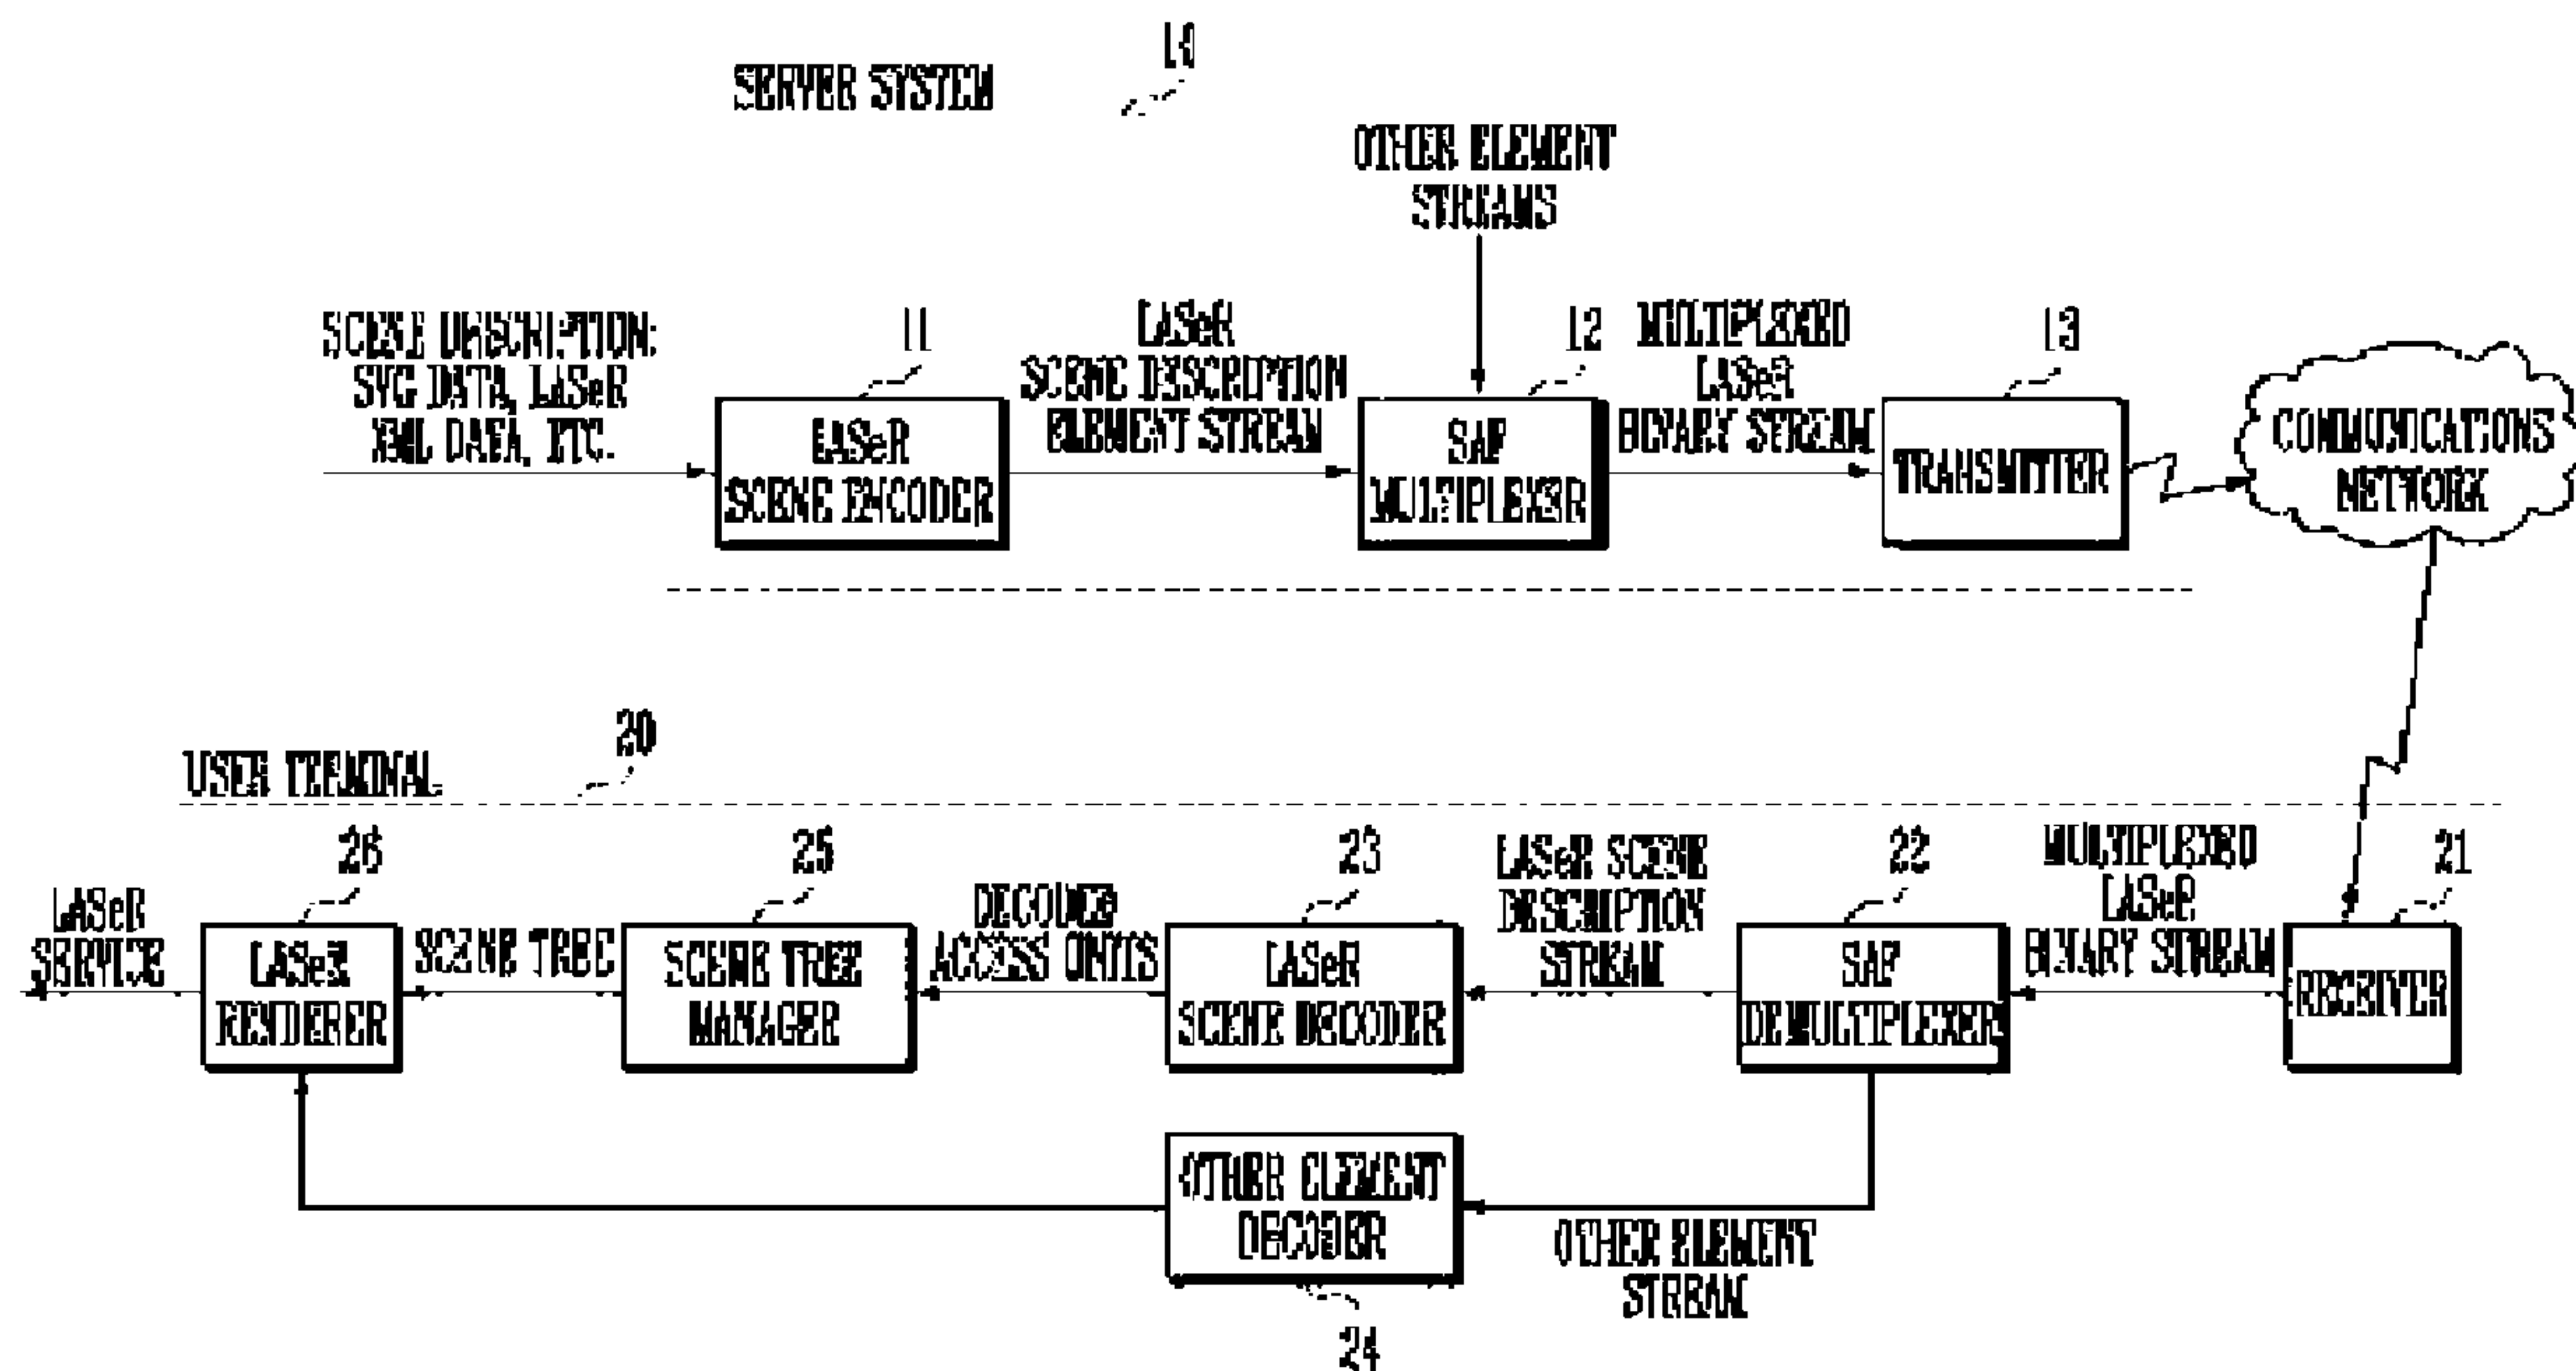 10
SERVER SYSTEM
OTHER ELEMENT
STREAMS
SCENE DESCRIPTION:
SVG DATA, LASeR
XML DATA, ETC.
11
LASeR
SCENE ENCODER
LASeR
SCENE DESCRIPTION
ELEMENT STREAM
12
SAF
MULTIPLEXER
MULTIPLEXED
LASeR
BINARY STREAM
13
TRANSMITTER
COMMUNICATIONS
NETWORK
USER TERMINAL
20
LASeR
SERVICE
26
LASeR
RENDERER
SCENE TREE
25
SCENE TREE
MANAGER
DECODED
ACCESS UNITS
23
LASeR
SCENE DECODER
LASeR SCENE
DESCRIPTION
STREAM
22
SAF
DEMULTIPLEXER
MULTIPLEXED
LASeR
BINARY STREAM
21
RECEIVER
OTHER ELEMENT
DECODER
24
OTHER ELEMENT
STREAM